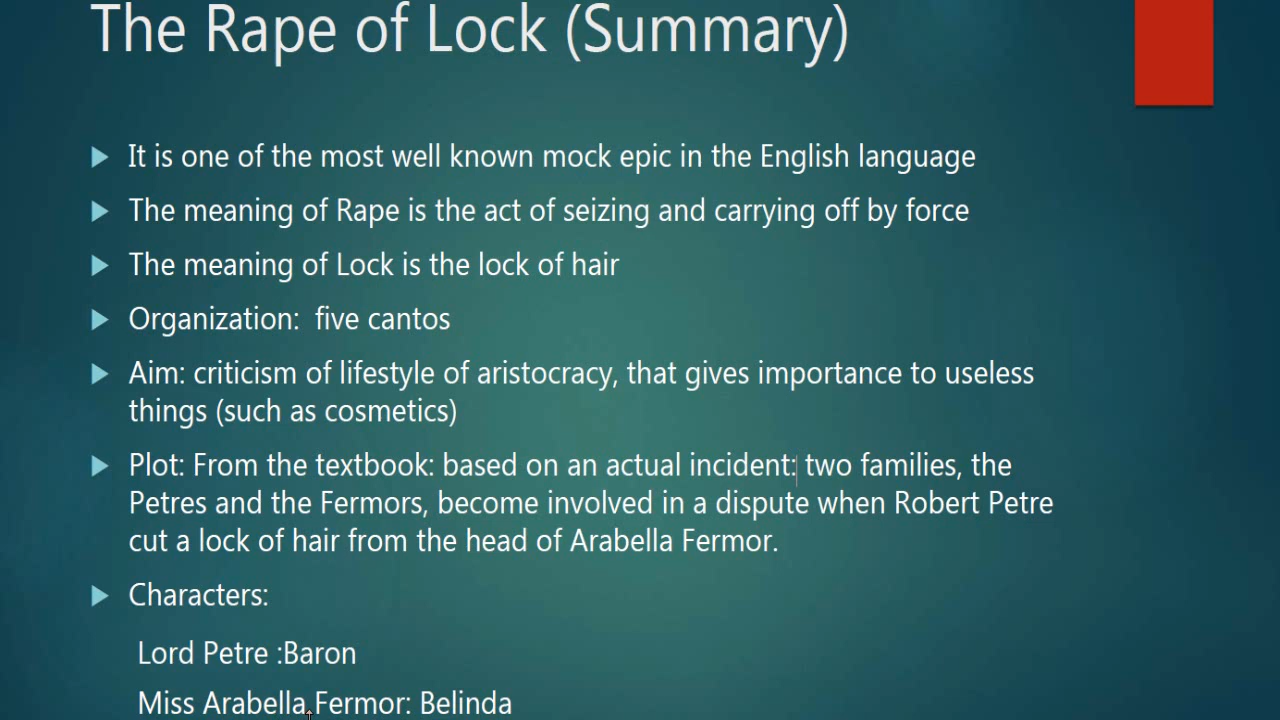 The Rape of Lock (Summary)
It is one of the most well known mock epic in the English language
The meaning of Rape is the act of seizing and carrying off by force
The meaning of Lock is the lock of hair
Organization:  five cantos
Aim: criticism of lifestyle of aristocracy, that gives importance to useless
things (such as cosmetics)
Plot: From the textbook: based on an actual incident: two families, the
Petres and the Fermors, become involved in a dispute when Robert Petre
cut a lock of hair from the head of Arabella Fermor.
Characters:
Lord Petre :Baron
Miss Arabella Fermor: Belinda